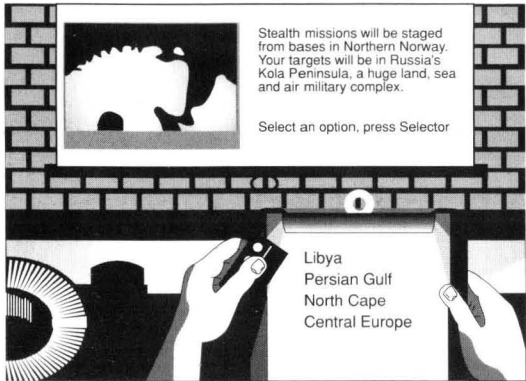 Stealth missions will be staged
from bases in Northern Norway.
Your targets will be in Russia's
Kola Peninsula, a huge land, sea
and air military complex.
Select an option, press Selector
Libya
Persian Gulf
North Cape
Central Europe